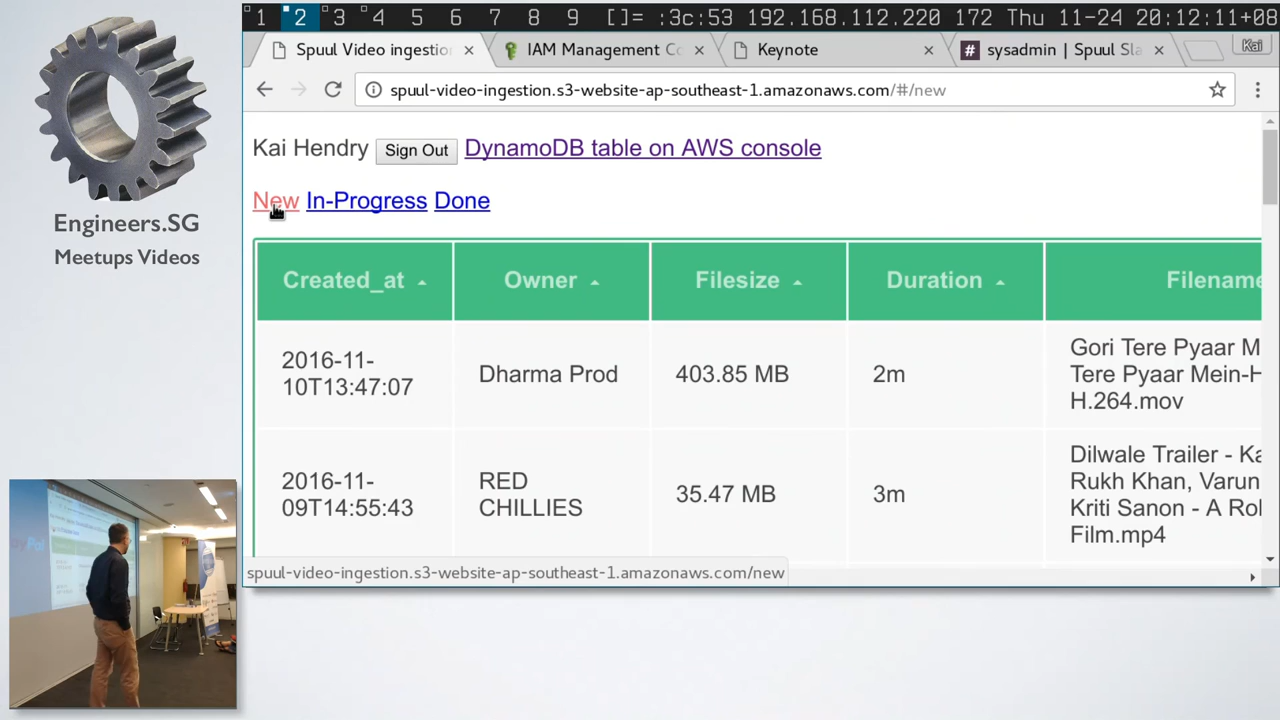 1 2 3 4 5 6 7 8 9 []= :3c:53 192.168.112.220 172 Thu 11-24 20:12:11+08
Spuul Video ingestio
IAM Management Co
Keynote
# sysadmin | Spuul Sla
Kai
spuul-video-ingestion.s3-website-ap-southeast-1.amazonaws.com/#/new
Kai Hendry Sign Out DynamoDB table on AWS console
New In-Progress Done
Created_at Owner Filesize Duration Filename
2016-11-
10T13:47:07
Dharma Prod
403.85 MB
2m
Gori Tere Pyaar M
Tere Pyaar Mein-H
H.264.mov
2016-11-
09T14:55:43
RED
CHILLIES
35.47 MB
3m
Dilwale Trailer - Ka
Rukh Khan, Varun
Kriti Sanon - A Ro
Film.mp4
spuul-video-ingestion.s3-website-ap-southeast-1.amazonaws.com/new
Engineers.SG
Meetups Videos